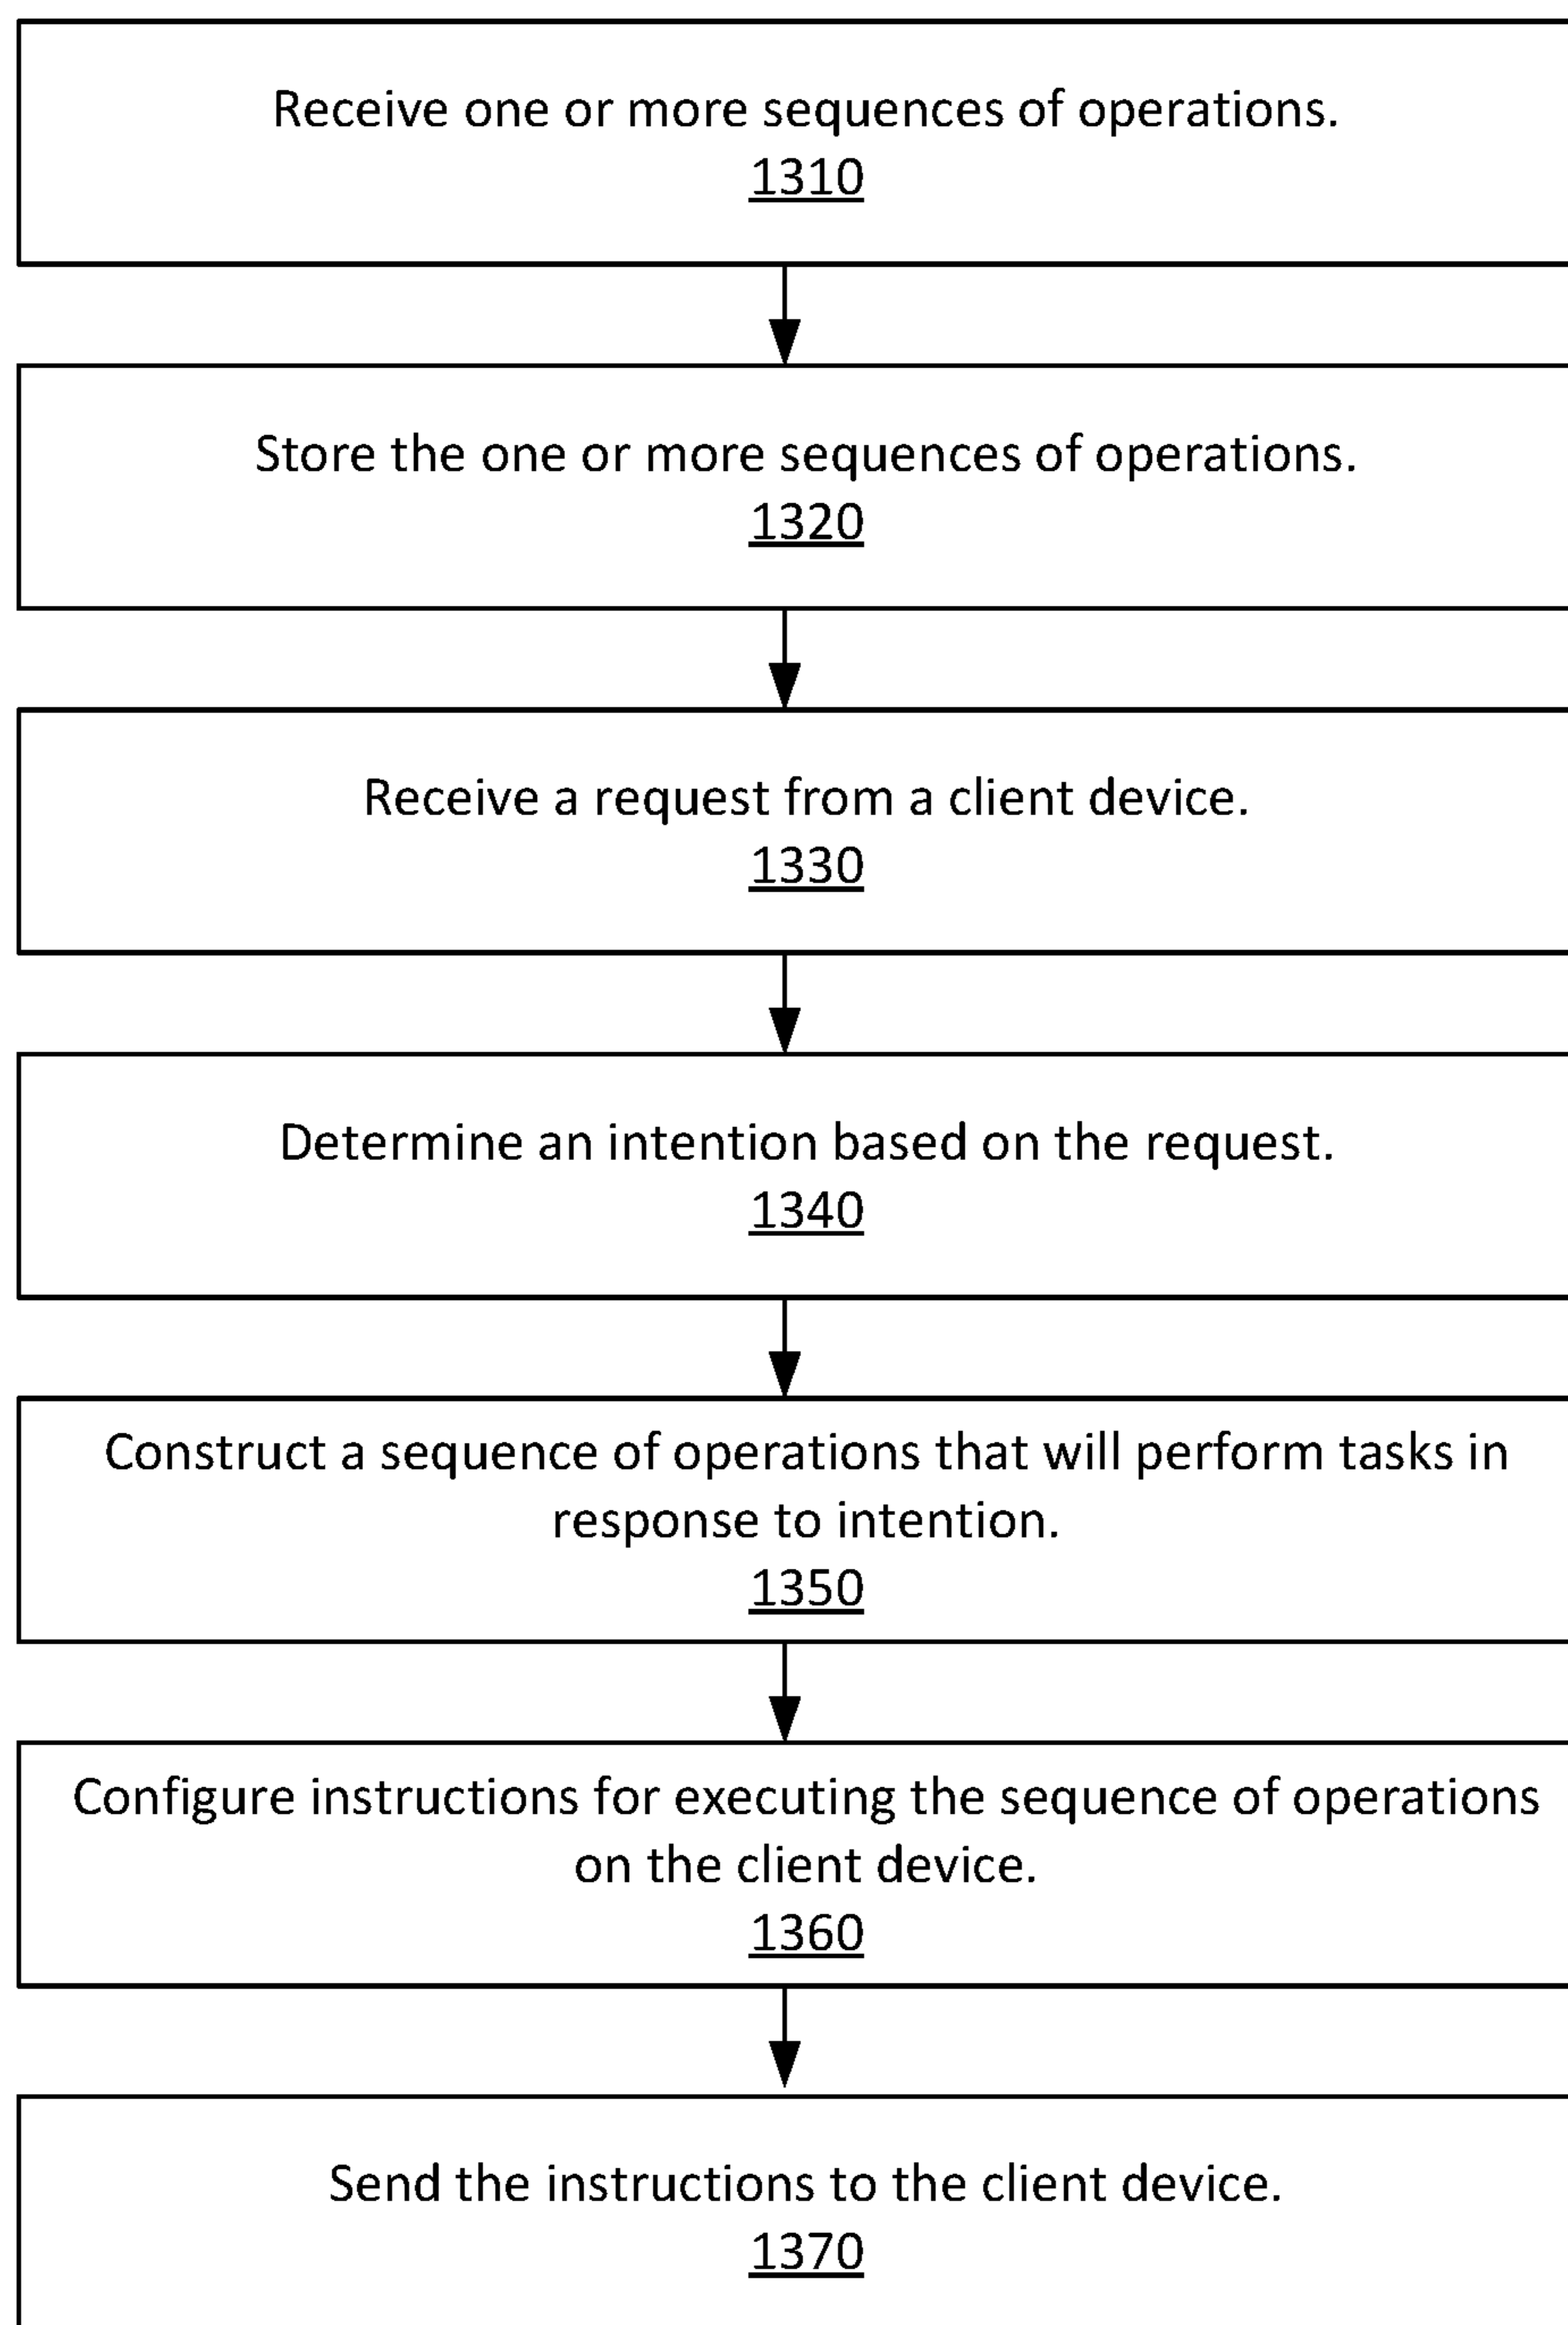 Receive one or more sequences of operations.
1310
Store the one or more sequences of operations.
1320
Receive a request from a client device.
1330
Determine an intention based on the request.
1340
Construct a sequence of operations that will perform tasks in
response to intention.
1350
Configure instructions for executing the sequence of operations
on the client device.
1360
Send the instructions to the client device.
1370